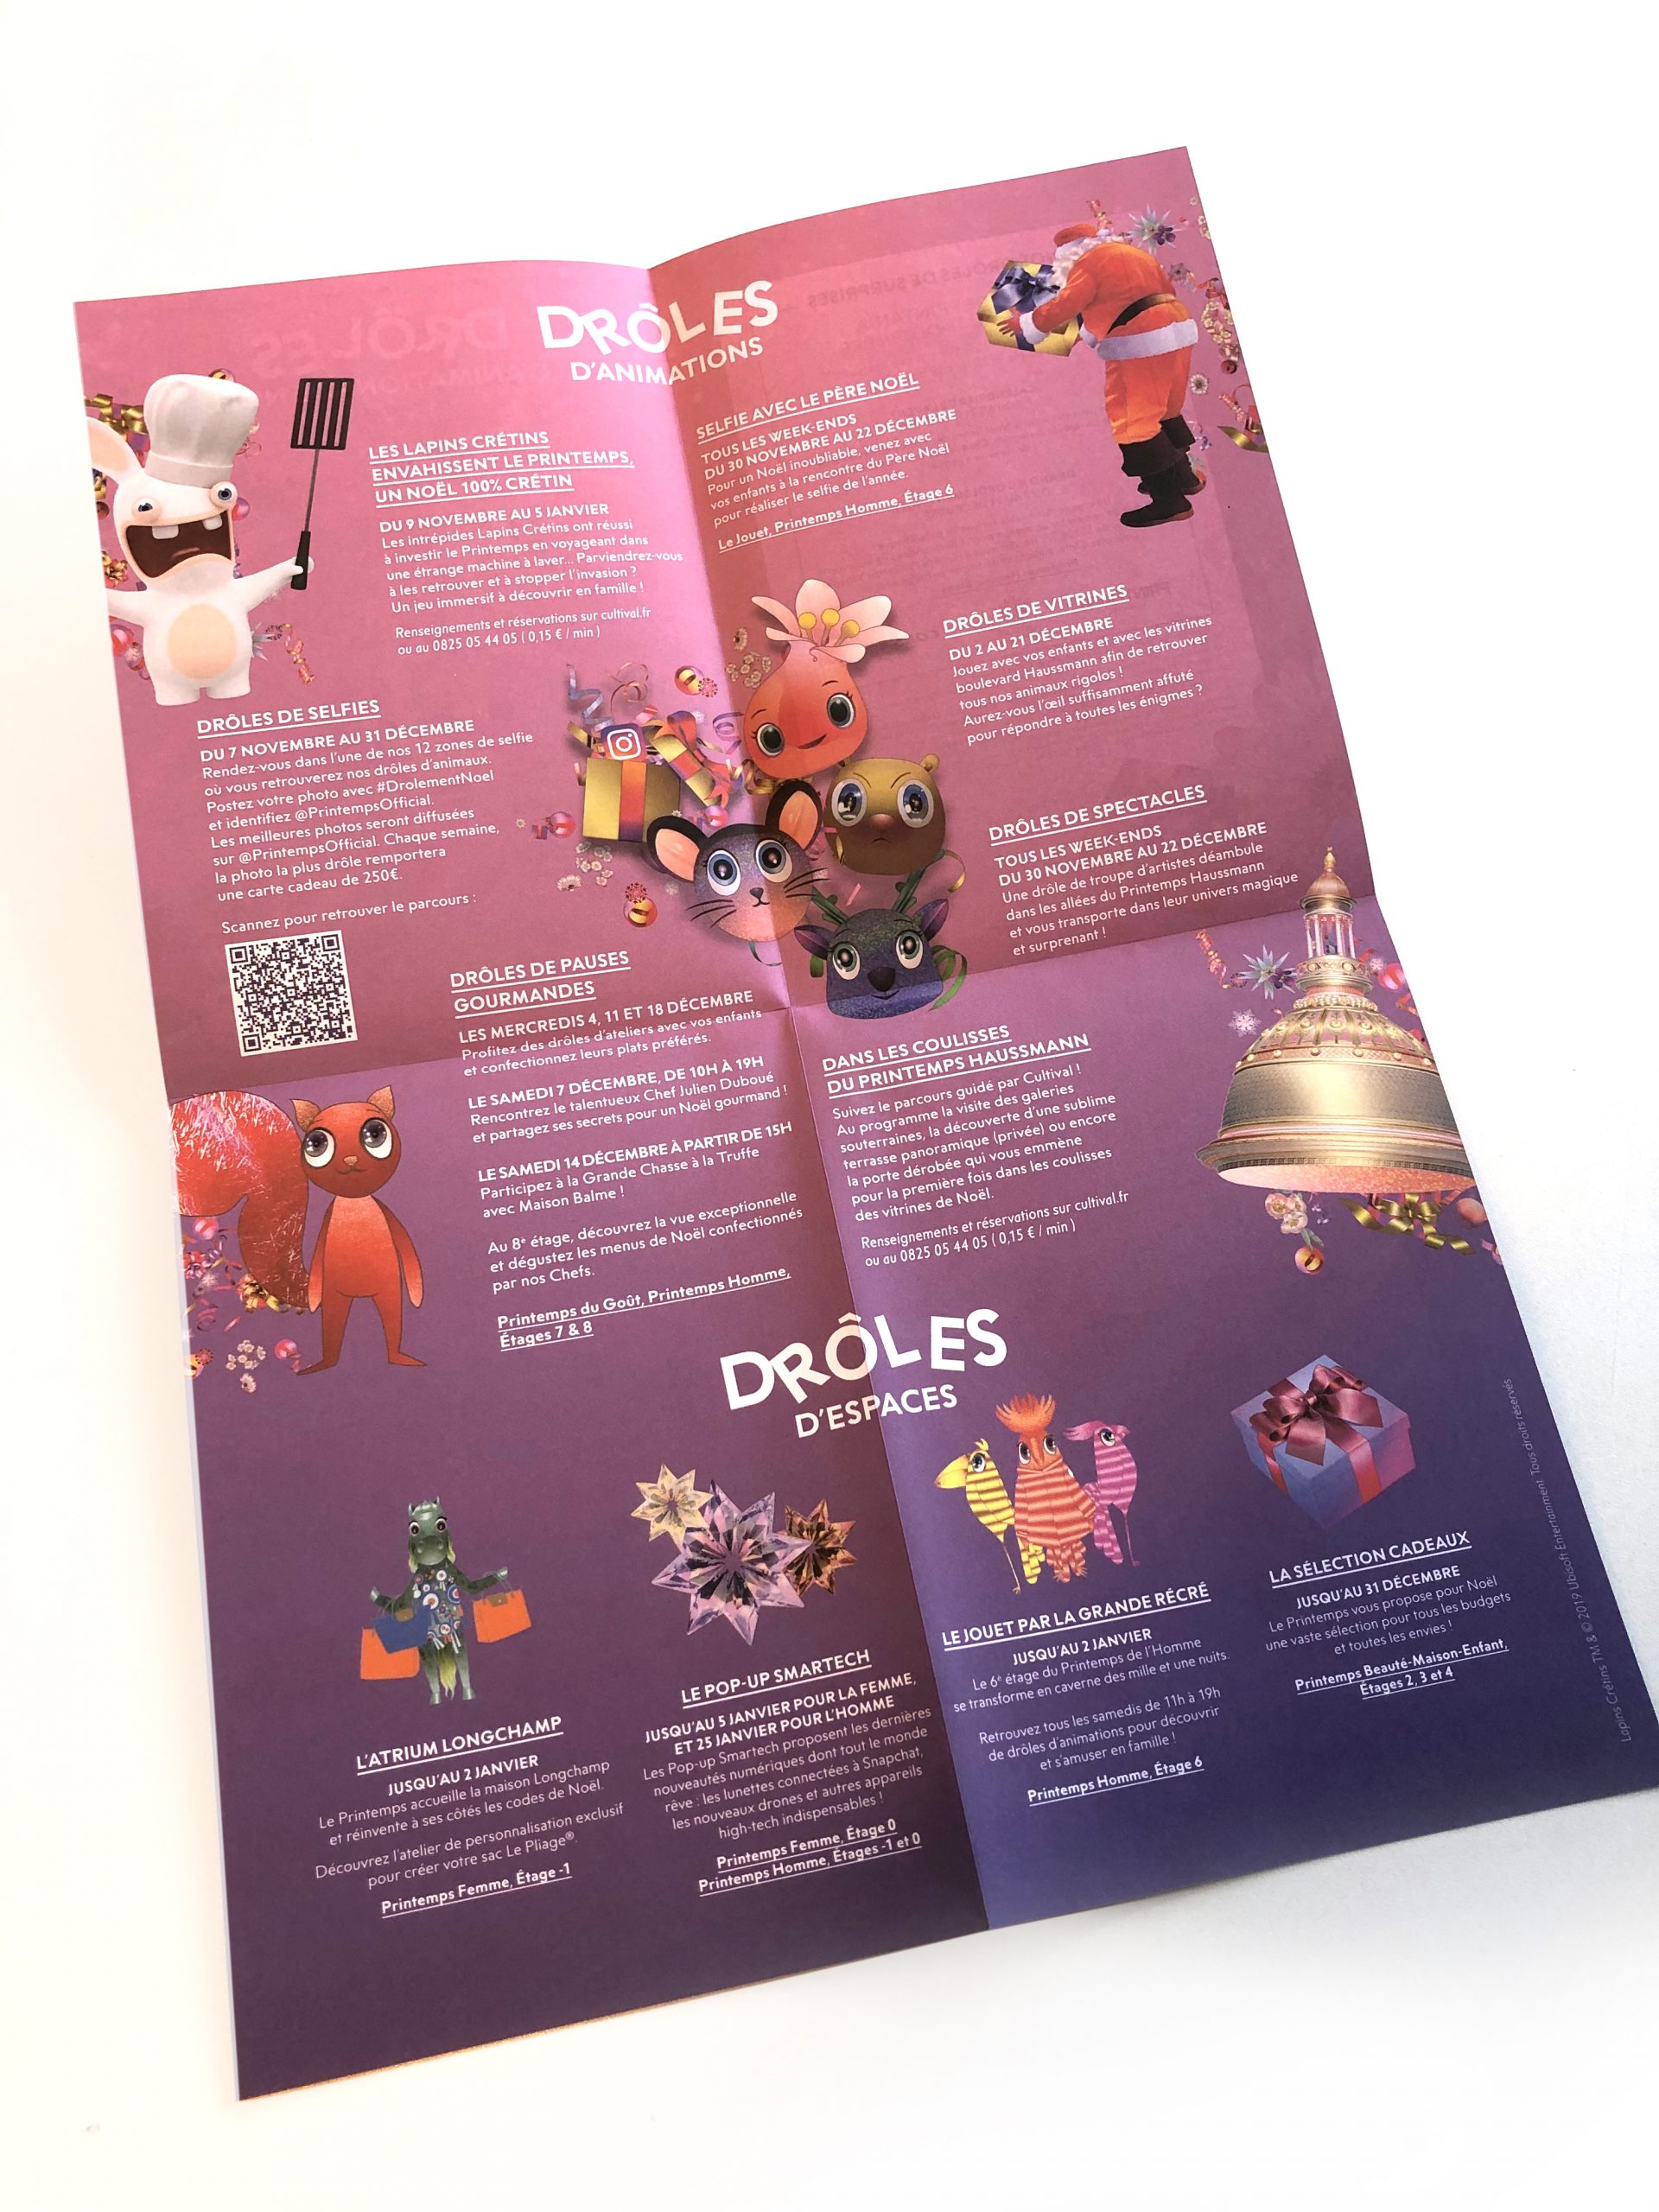 DRÔLES
D'ANIMATIONS
LES LAPINS CRÉTINS
ENVAHISSENT LE PRINTEMPS,
UN NOËL 100% CRÉTIN
DU 9 NOVEMBRE AU 5 JANVIER
Les intrépides Lapins Crétins ont réussi
à investir le Printemps en voyageant dans
une étrange machine à laver... Parviendrez-vous
à les retrouver et à stopper l'invasion ?
Un jeu immersif à découvrir en famille !
Renseignements et réservations sur cultival.fr
ou au 0825 05 44 05 ( 0,15 € / min )
SELFIE AVEC LE PÈRE NOËL
TOUS LES WEEK-ENDS
DU 30 NOVEMBRE AU 22 DÉCEMBRE
Pour un Noël inoubliable, venez avec
vos enfants à la rencontre du Père Noël
pour réaliser le selfie de l'année.
Le Jouet, Printemps Homme, Étage 6
DRÔLES DE SELFIES
DU 7 NOVEMBRE AU 31 DÉCEMBRE
Rendez-vous dans l'une de nos 12 zones de selfie
où vous retrouverez nos drôles d'animaux.
Postez votre photo avec #DrolementNoel
et identifiez @PrintempsOfficial.
Les meilleures photos seront diffusées
sur @PrintempsOfficial. Chaque semaine,
la photo la plus drôle remportera
une carte cadeau de 250€.
Scannez pour retrouver le parcours :
DRÔLES DE VITRINES
DU 2 AU 21 DÉCEMBRE
Jouez avec vos enfants et avec les vitrines
boulevard Haussmann afin de retrouver
tous nos animaux rigolos !
Aurez-vous l'œil suffisamment affuté
pour répondre à toutes les énigmes ?
DRÔLES DE SPECTACLES
TOUS LES WEEK-ENDS
DU 30 NOVEMBRE AU 22 DÉCEMBRE
Une drôle de troupe d'artistes déambule
dans les allées du Printemps Haussmann
et vous transporte dans leur univers magique
et surprenant !
DRÔLES DE PAUSES
GOURMANDES
LES MERCREDIS 4, 11 ET 18 DÉCEMBRE
Profitez des drôles d'ateliers avec vos enfants
et confectionnez leurs plats préférés.
LE SAMEDI 7 DÉCEMBRE, DE 10H À 19H
Rencontrez le talentueux Chef Julien Duboué
et partagez ses secrets pour un Noël gourmand !
LE SAMEDI 14 DÉCEMBRE À PARTIR DE 15H
Participez à la Grande Chasse à la Truffe
avec Maison Balme !
Au 8e étage, découvrez la vue exceptionnelle
et dégustez les menus de Noël confectionnés
par nos Chefs.
Printemps du Goût, Printemps Homme,
Étages 7 & 8
DANS LES COULISSES
DU PRINTEMPS HAUSSMANN
Suivez le parcours guidé par Cultival !
Au programme la visite des galeries
souterraines, la découverte d'une sublime
terrasse panoramique (privée) ou encore
la porte dérobée qui vous emmène
pour la première fois dans les coulisses
des vitrines de Noël.
Renseignements et réservations sur cultival.fr
ou au 0825 05 44 05 ( 0,15 € / min )
DRÔLES
D'ESPACES
L'ATRIUM LONGCHAMP
JUSQU'AU 2 JANVIER
Le Printemps accueille la maison Longchamp
et réinvente à ses côtés les codes de Noël.
Découvrez l'atelier de personnalisation exclusif
pour créer votre sac Le Pliage®.
Printemps Femme, Étage -1
LE POP-UP SMARTECH
JUSQU'AU 5 JANVIER POUR LA FEMME,
ET 25 JANVIER POUR L'HOMME
Les Pop-up Smartech proposent les dernières
nouveautés numériques dont tout le monde
rêve : les lunettes connectées à Snapchat,
les nouveaux drones et autres appareils
high-tech indispensables !
Printemps Femme, Étage 0
Printemps Homme, Étages -1 et 0
LE JOUET PAR LA GRANDE RÉCRÉ
JUSQU'AU 2 JANVIER
Le 6e étage du Printemps de l'Homme
se transforme en caverne des mille et une nuits.
Retrouvez tous les samedis de 11h à 19h
de drôles d'animations pour découvrir
et s'amuser en famille !
Printemps Homme, Étage 6
LA SÉLECTION CADEAUX
JUSQU'AU 31 DÉCEMBRE
Le Printemps vous propose pour Noël
une vaste sélection pour tous les budgets
et toutes les envies !
Printemps Beauté-Maison-Enfant,
Étages 2, 3 et 4
Lapins Crétins TM & © 2019 Ubisoft Entertainment. Tous droits réservés